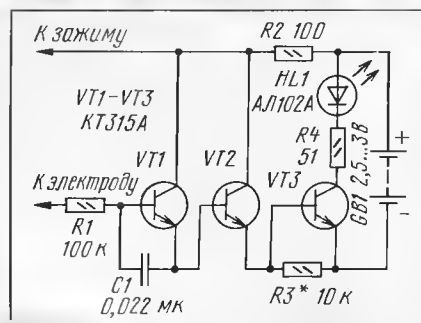 К зажиму
R2 100
HL1
АЛ102А
VT1-VT3
КТ315А
R4
51
VT1
VT2
VT3
GB1 2,5...3В
+
-
К электроду
R1
100 к
C1
0,022 мк
R3* 10 к